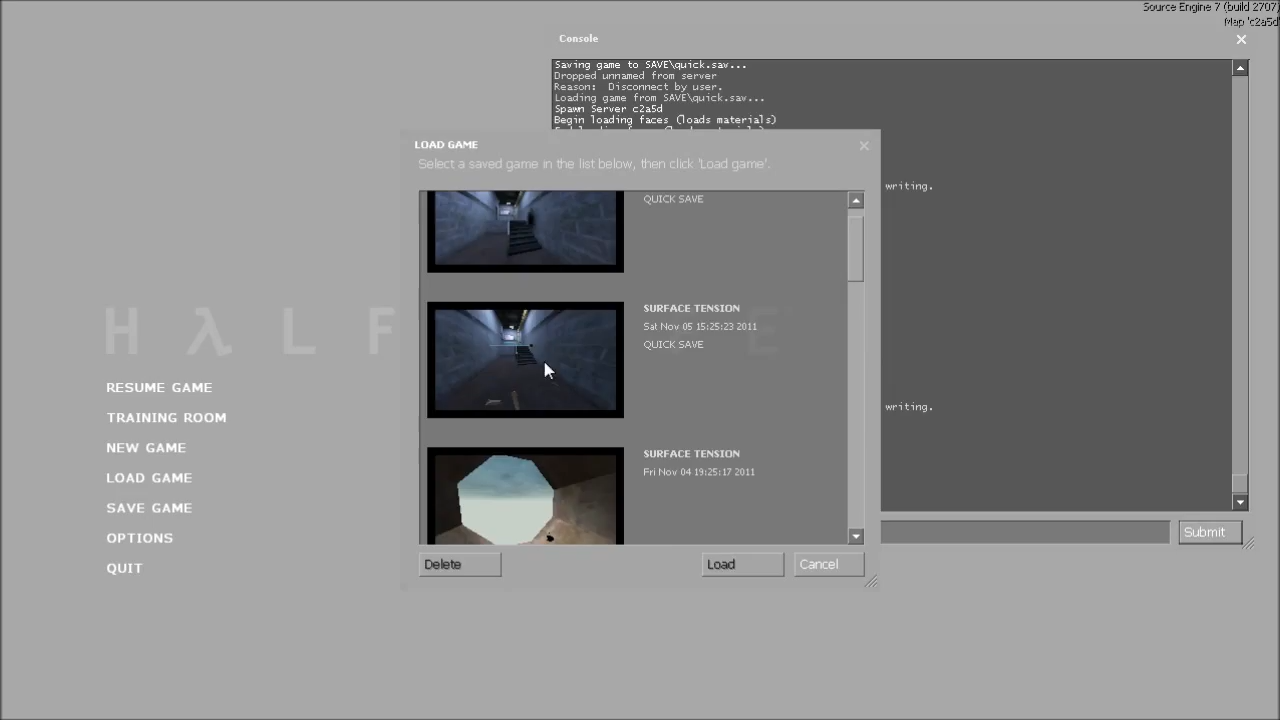 Source Engine 7 (build 2707)
Map 'c2a5d'
Console
Saving game to SAVE\quick.sav...
Dropped unnamed from server
Reason:  Disconnect by user.
Loading game from SAVE\quick.sav...
Spawn Server c2a5d
Begin loading faces (loads materials)
LOAD GAME
Select a saved game in the list below, then click 'Load game'.
writing.
QUICK SAVE
SURFACE TENSION
Sat Nov 05 15:25:23 2011
QUICK SAVE
writing.
SURFACE TENSION
Fri Nov 04 19:25:17 2011
Delete
Load
Cancel
Submit
H λ L F
E
RESUME GAME
TRAINING ROOM
NEW GAME
LOAD GAME
SAVE GAME
OPTIONS
QUIT